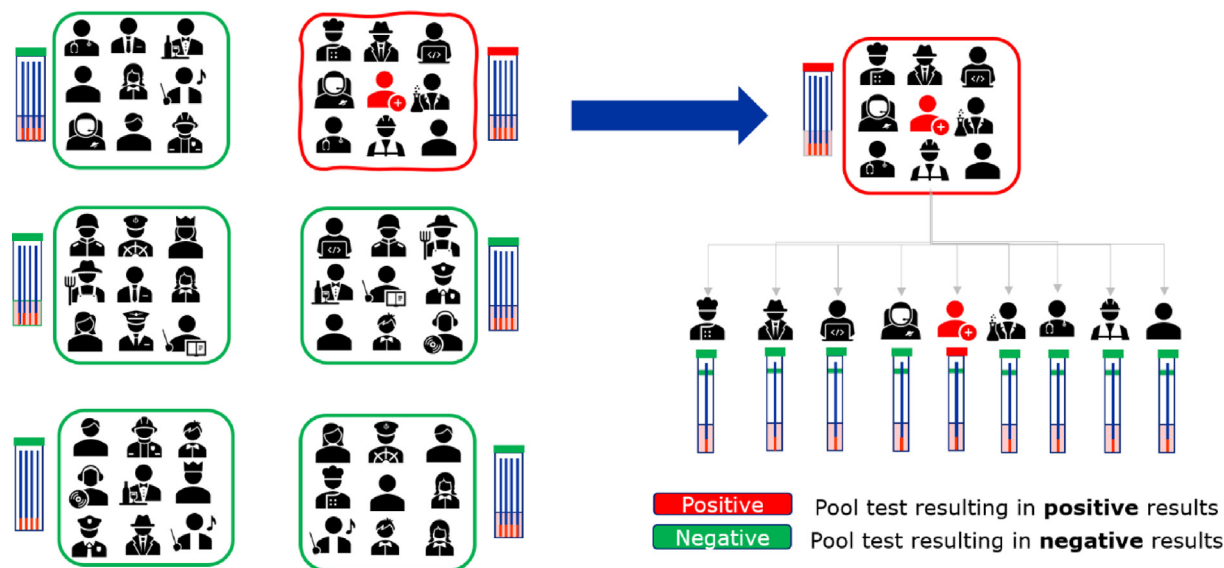 Positive Pool test resulting in positive results
Negative Pool test resulting in negative results